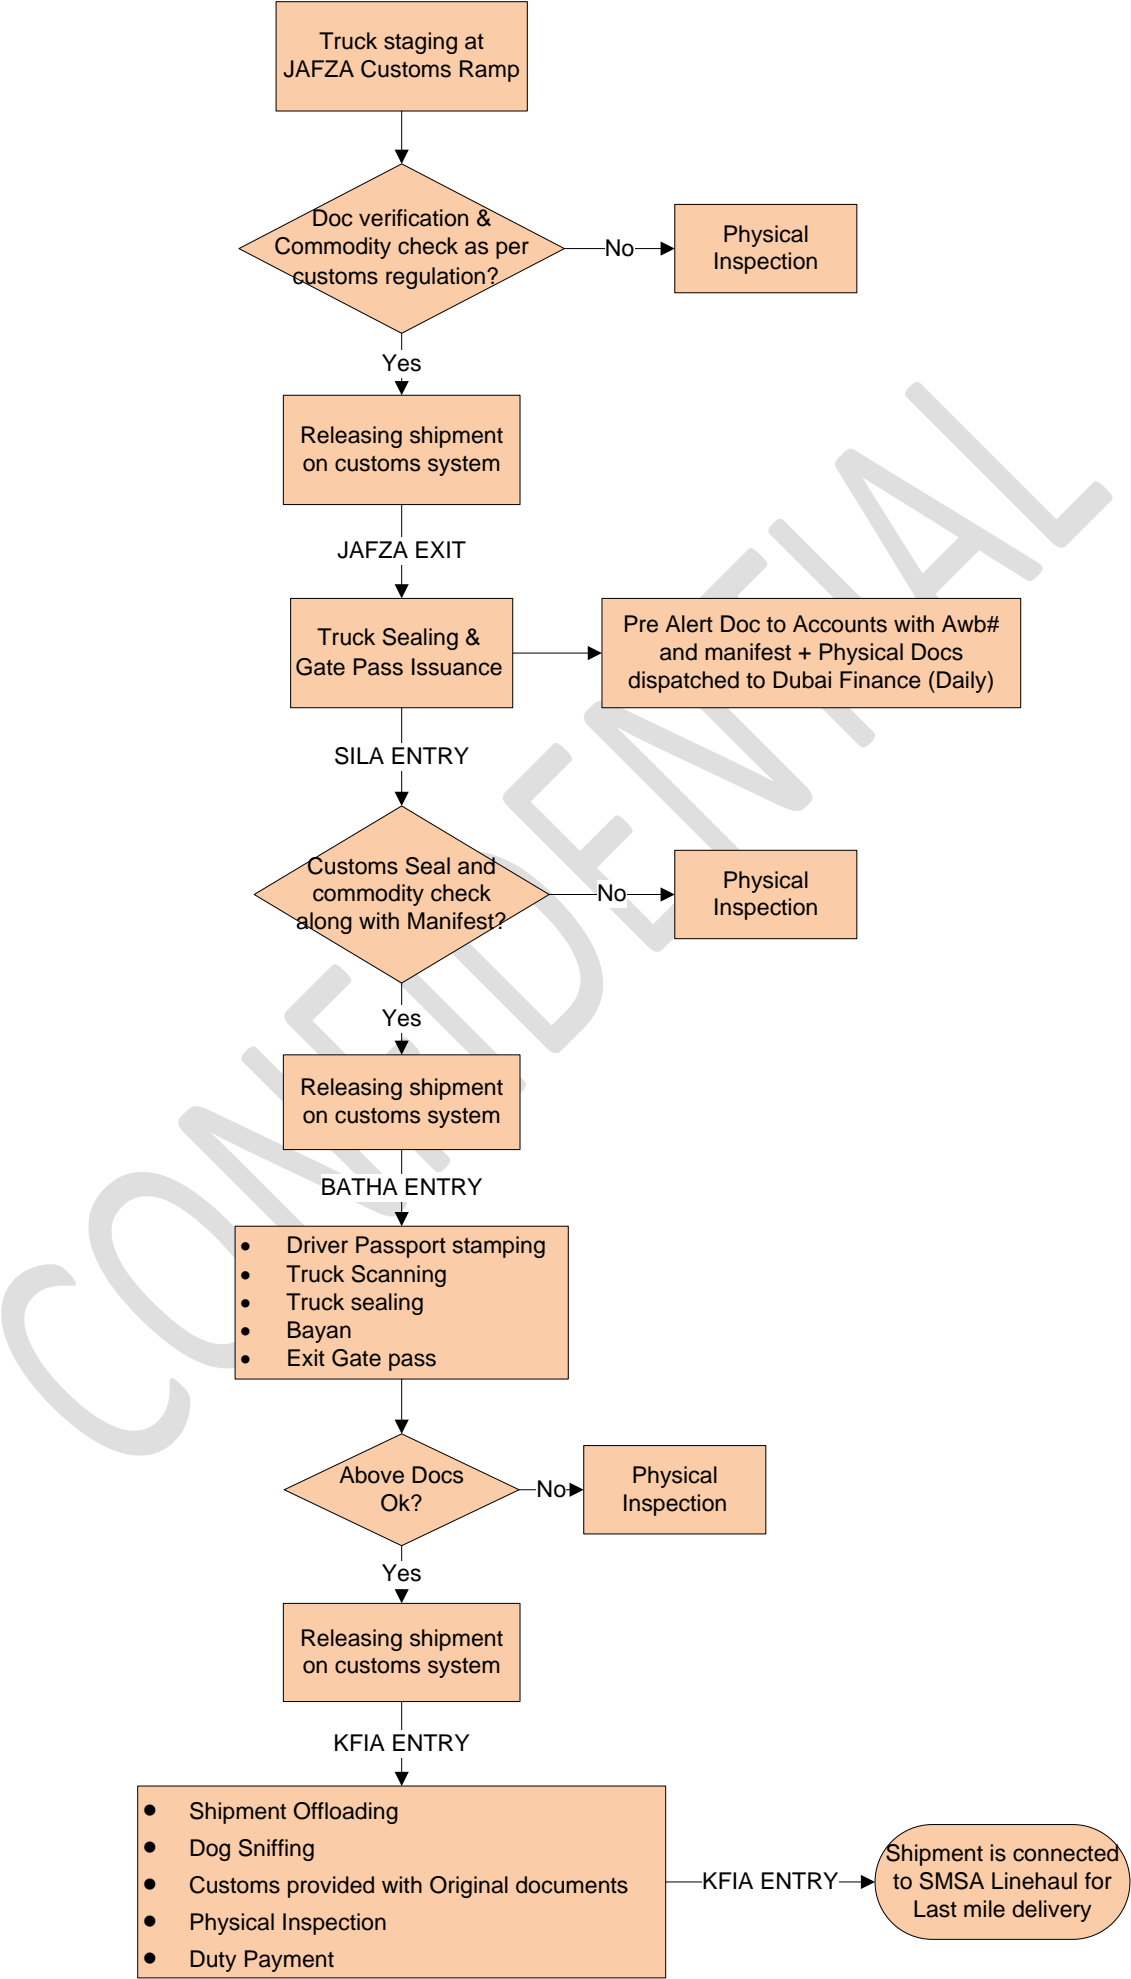 Truck staging at
JAFZA Customs Ramp
Doc verification &
Commodity check as per
customs regulation?
No
Physical
Inspection
Yes
Releasing shipment
on customs system
JAFZA EXIT
Truck Sealing &
Gate Pass Issuance
Pre Alert Doc to Accounts with Awb#
and manifest + Physical Docs
dispatched to Dubai Finance (Daily)
SILA ENTRY
Customs Seal and
commodity check
along with Manifest?
No
Physical
Inspection
Yes
Releasing shipment
on customs system
BATHA ENTRY
• Driver Passport stamping
• Truck Scanning
• Truck sealing
• Bayan
• Exit Gate pass
Above Docs
Ok?
No
Physical
Inspection
Yes
Releasing shipment
on customs system
KFIA ENTRY
• Shipment Offloading
• Dog Sniffing
• Customs provided with Original documents
• Physical Inspection
• Duty Payment
KFIA ENTRY
Shipment is connected
to SMSA Linehaul for
Last mile delivery
CONFIDENTIAL